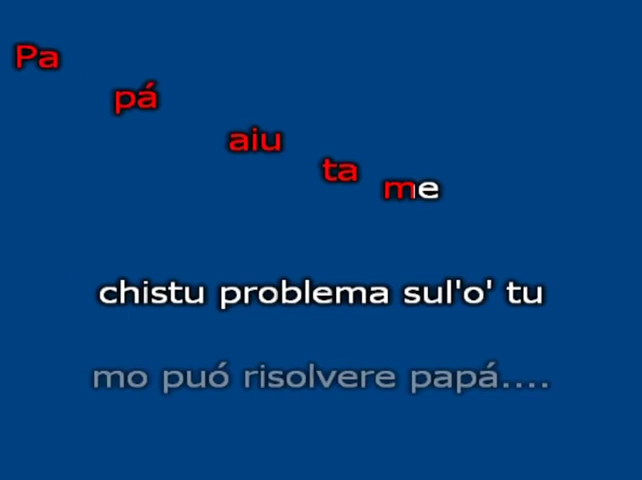 Pa
pá
aiu
ta
me
chistu problema sul'o' tu
mo puó risolvere papá....